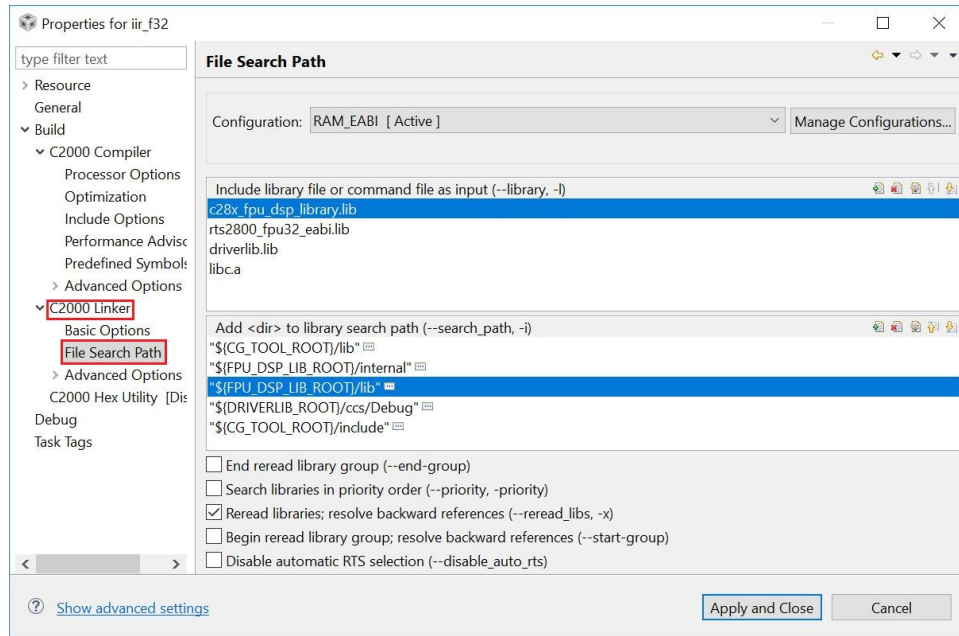 Properties for iir_f32
type filter text
File Search Path
Resource
General
Build
C2000 Compiler
Processor Options
Optimization
Include Options
Performance Advisc
Predefined Symbols
Advanced Options
C2000 Linker
Basic Options
File Search Path
Advanced Options
C2000 Hex Utility [Dis
Debug
Task Tags
Configuration: RAM_EABI [ Active ] Manage Configurations...
Include library file or command file as input (--library, -l)
c28x_fpu_dsp_library.lib
rts2800_fpu32_eabi.lib
driverlib.lib
libc.a
Add <dir> to library search path (--search_path, -i)
"${CG_TOOL_ROOT}/lib"
"${FPU_DSP_LIB_ROOT}/internal"
"${FPU_DSP_LIB_ROOT}/lib"
"${DRIVERLIB_ROOT}/ccs/Debug"
"${CG_TOOL_ROOT}/include"
End reread library group (--end-group)
Search libraries in priority order (--priority, -priority)
Reread libraries; resolve backward references (--reread_libs, -x)
Begin reread library group; resolve backward references (--start-group)
Disable automatic RTS selection (--disable_auto_rts)
Show advanced settings
Apply and Close Cancel